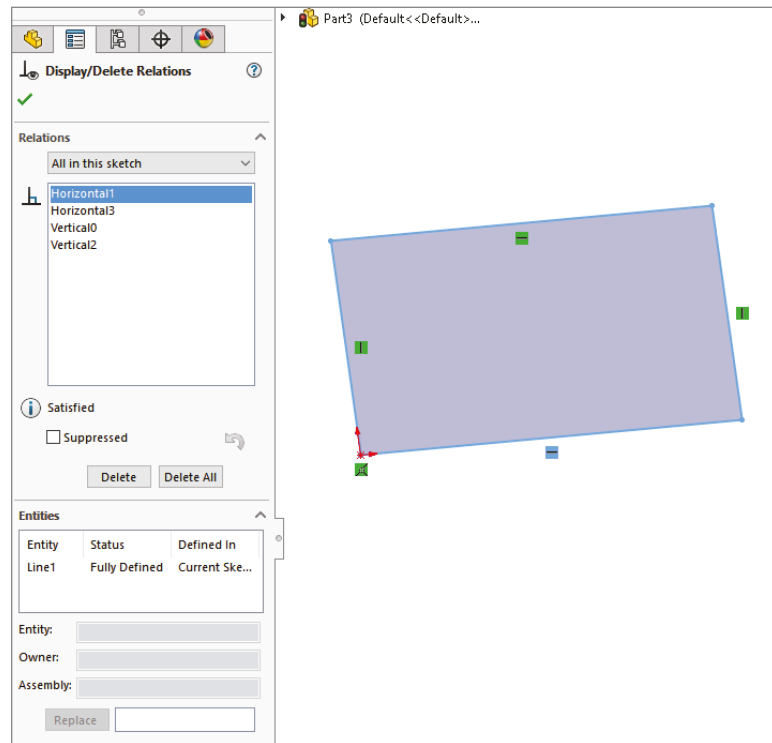 Part3 (Default<<Default>...
Display/Delete Relations
Relations
All in this sketch
Horizontal1
Horizontal3
Vertical0
Vertical2
Satisfied
Suppressed
Delete Delete All
Entities
Entity Status Defined In
Line1 Fully Defined Current Ske...
Entity:
Owner:
Assembly:
Replace